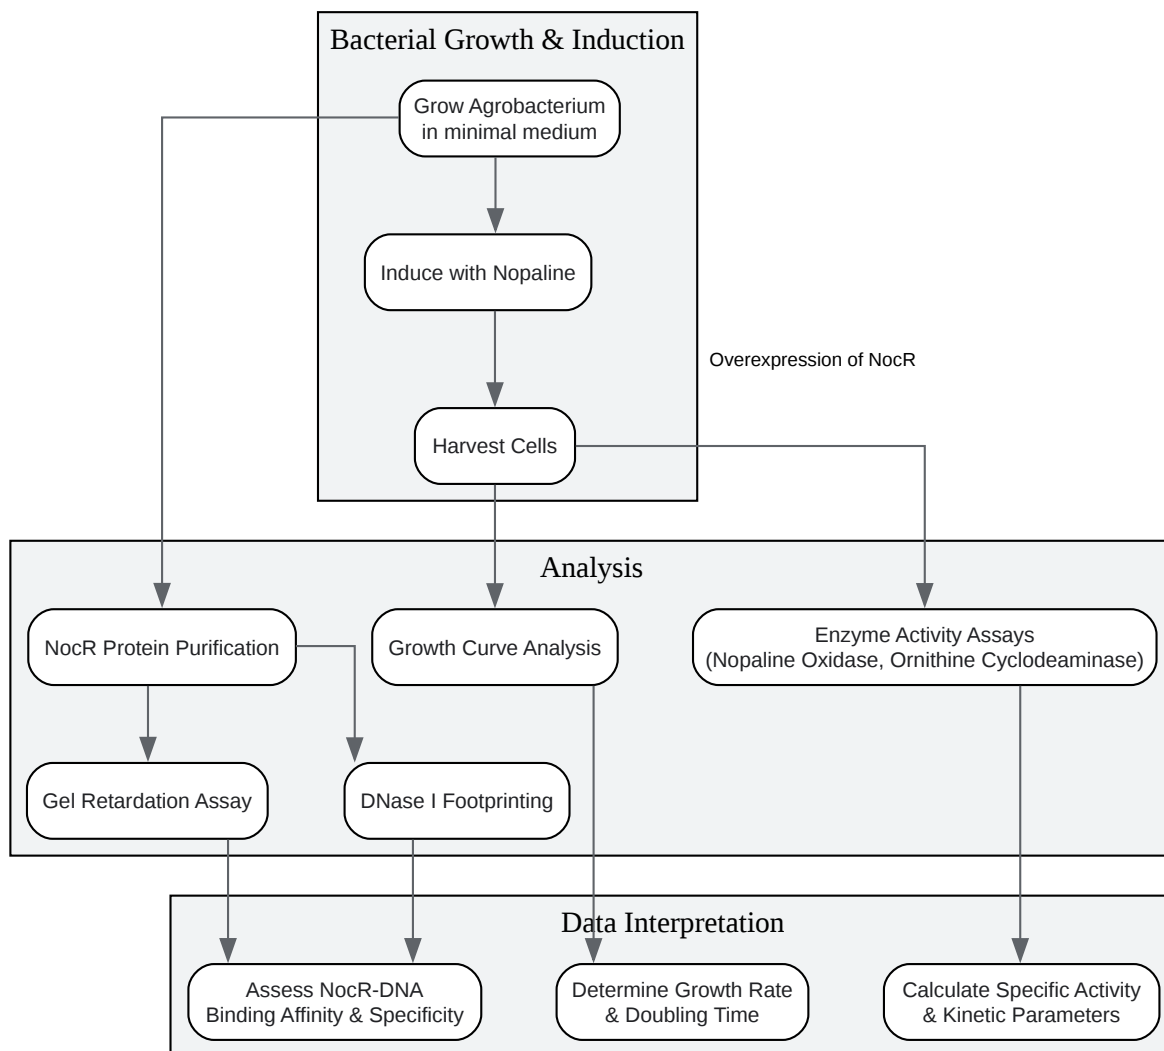 Bacterial Growth & Induction
Grow Agrobacterium
in minimal medium
Induce with Nopaline
Overexpression of NocR
Harvest Cells
Analysis
NocR Protein Purification
Growth Curve Analysis
Enzyme Activity Assays
(Nopaline Oxidase, Ornithine Cyclodeaminase)
Gel Retardation Assay
DNase I Footprinting
Data Interpretation
Assess NocR-DNA
Binding Affinity & Specificity
Determine Growth Rate
& Doubling Time
Calculate Specific Activity
& Kinetic Parameters